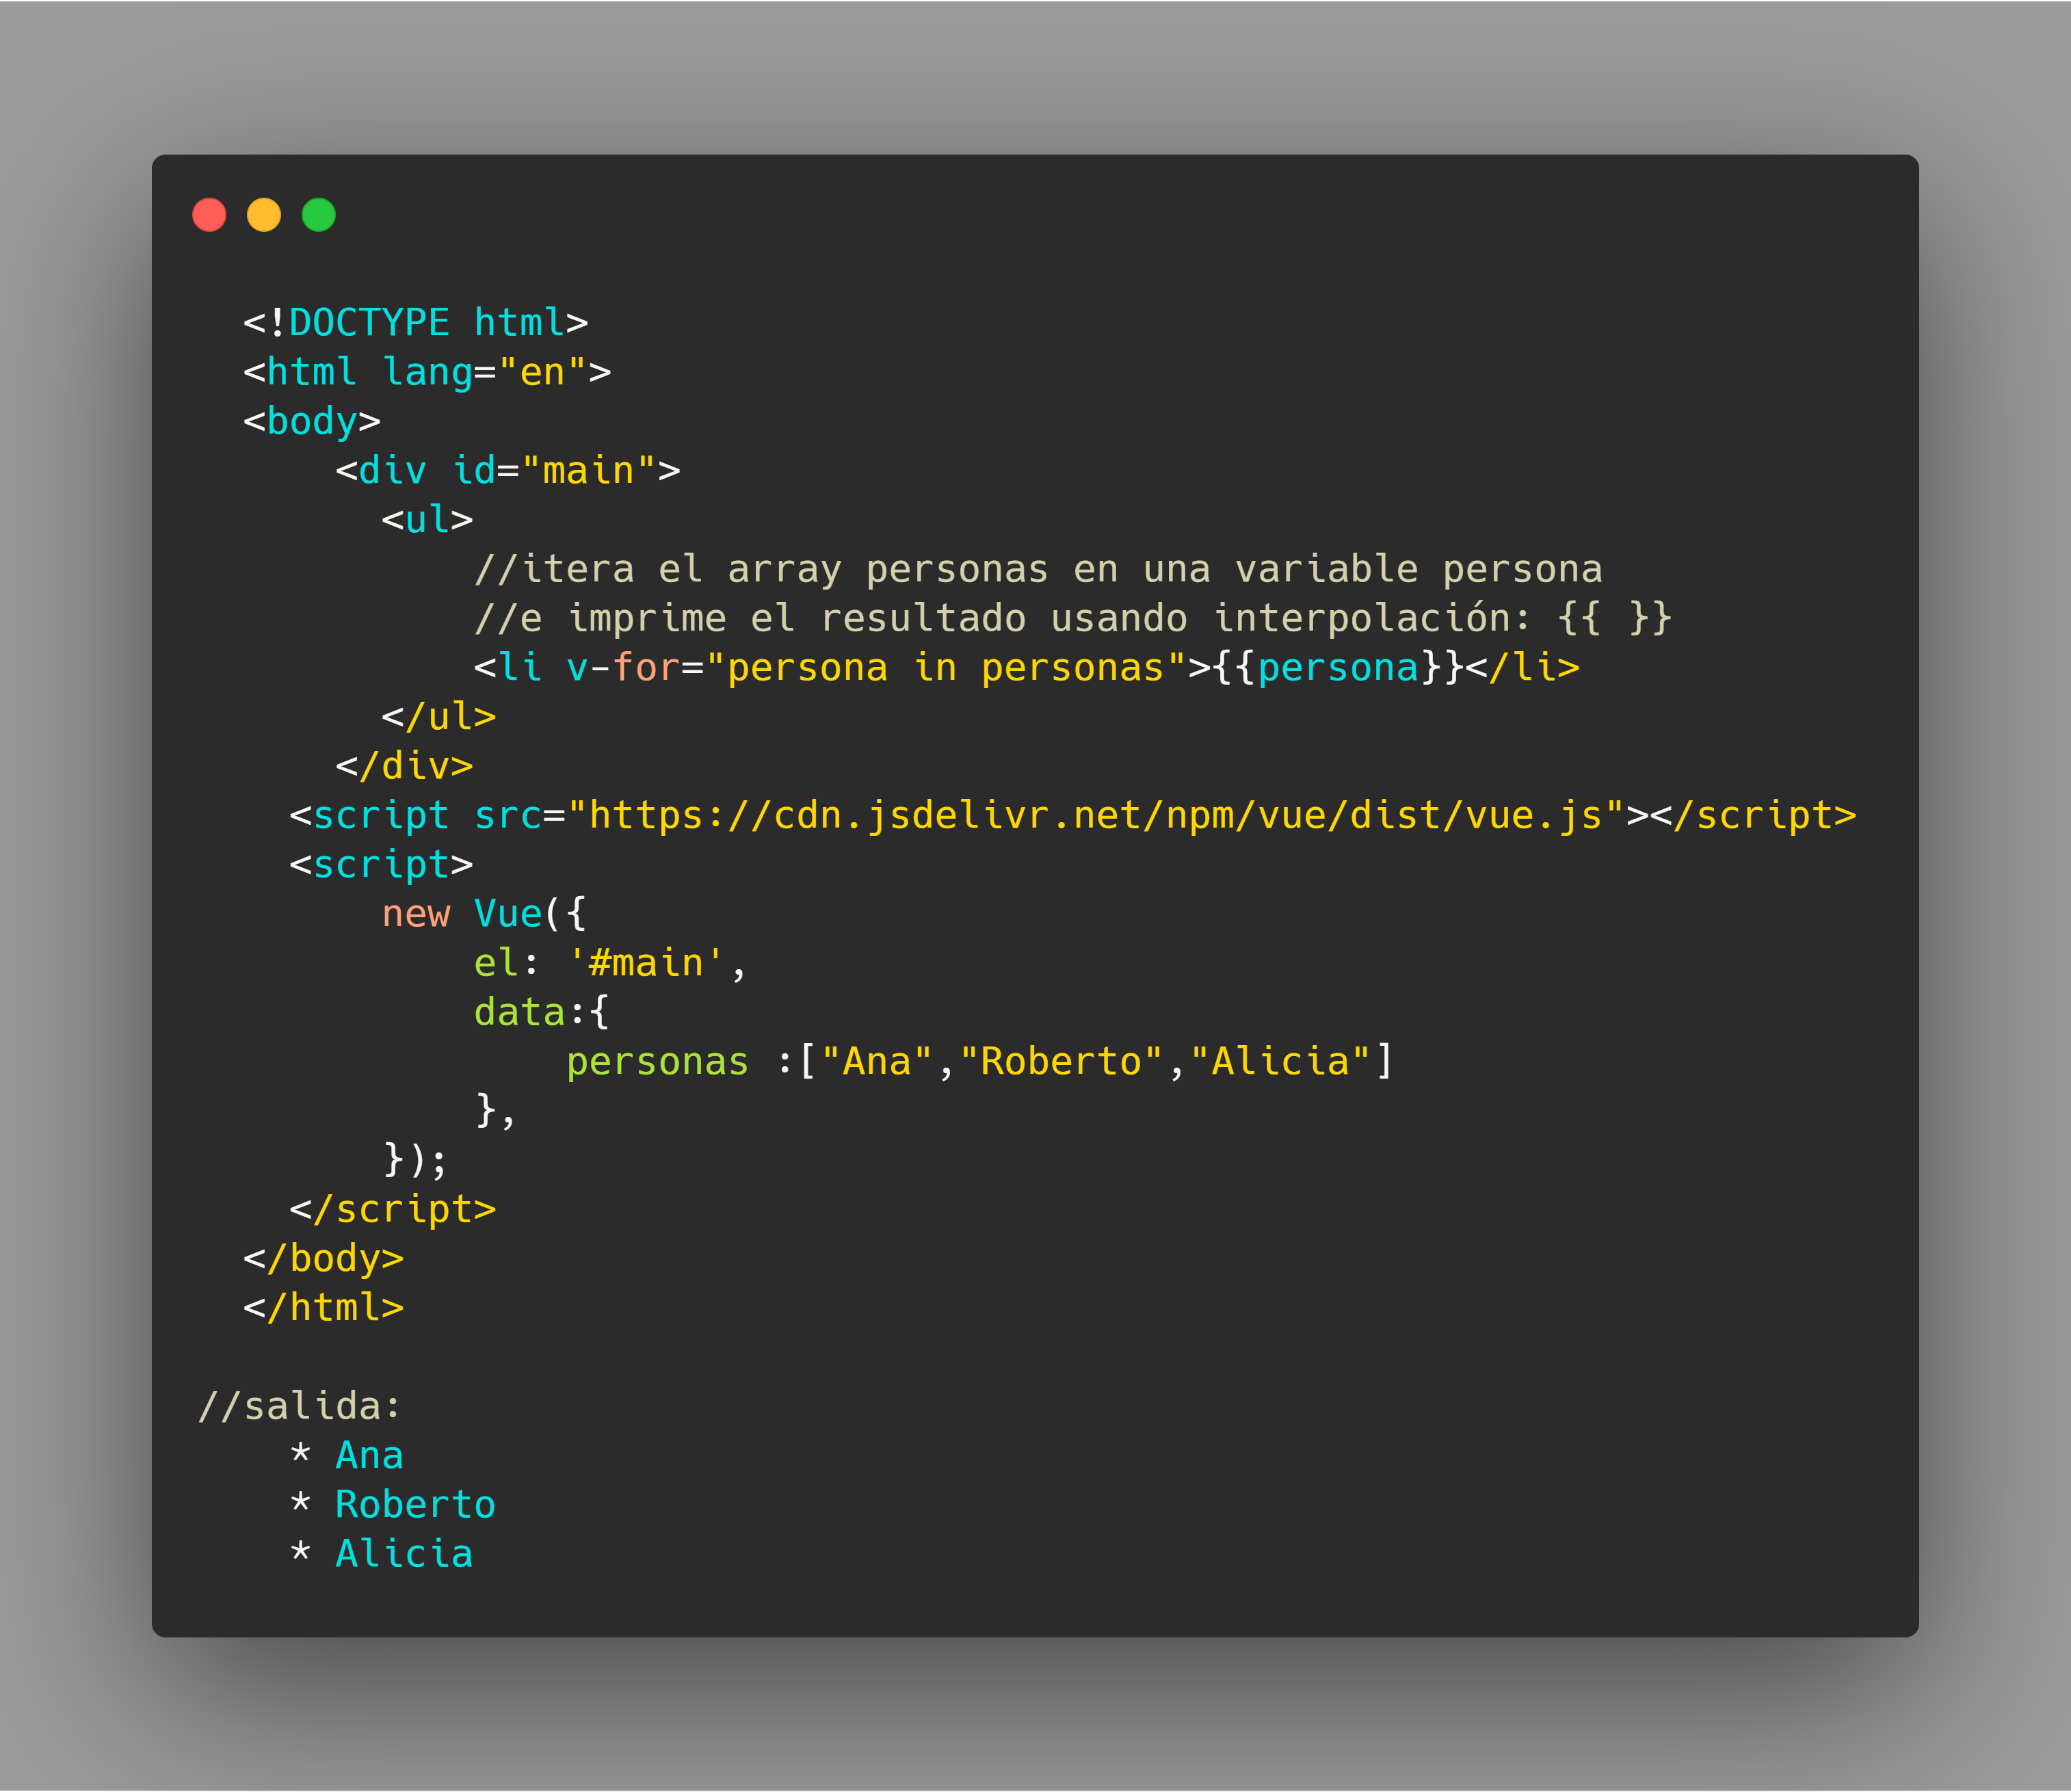 <!DOCTYPE html>
<html lang="en">
<body>
    <div id="main">
      <ul>
          //itera el array personas en una variable persona
          //e imprime el resultado usando interpolación: {{ }}
          <li v-for="persona in personas">{{persona}}</li>
      </ul>
    </div>
  <script src="https://cdn.jsdelivr.net/npm/vue/dist/vue.js"></script>
  <script>
      new Vue({
          el: '#main',
          data:{
              personas :["Ana","Roberto","Alicia"]
          },
      });
  </script>
</body>
</html>

//salida:
    * Ana
    * Roberto
    * Alicia